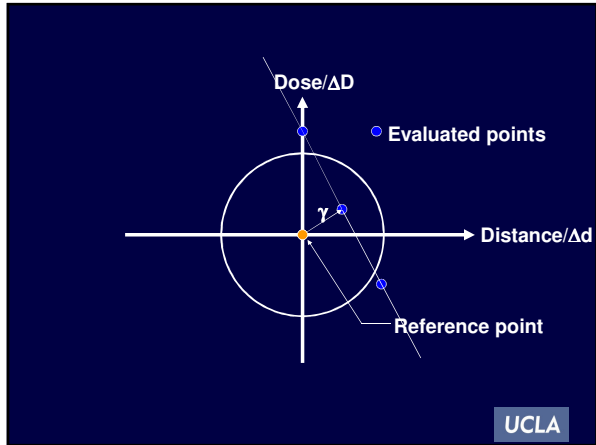 Dose/ΔD
Evaluated points
γ
Distance/Δd
Reference point
UCLA